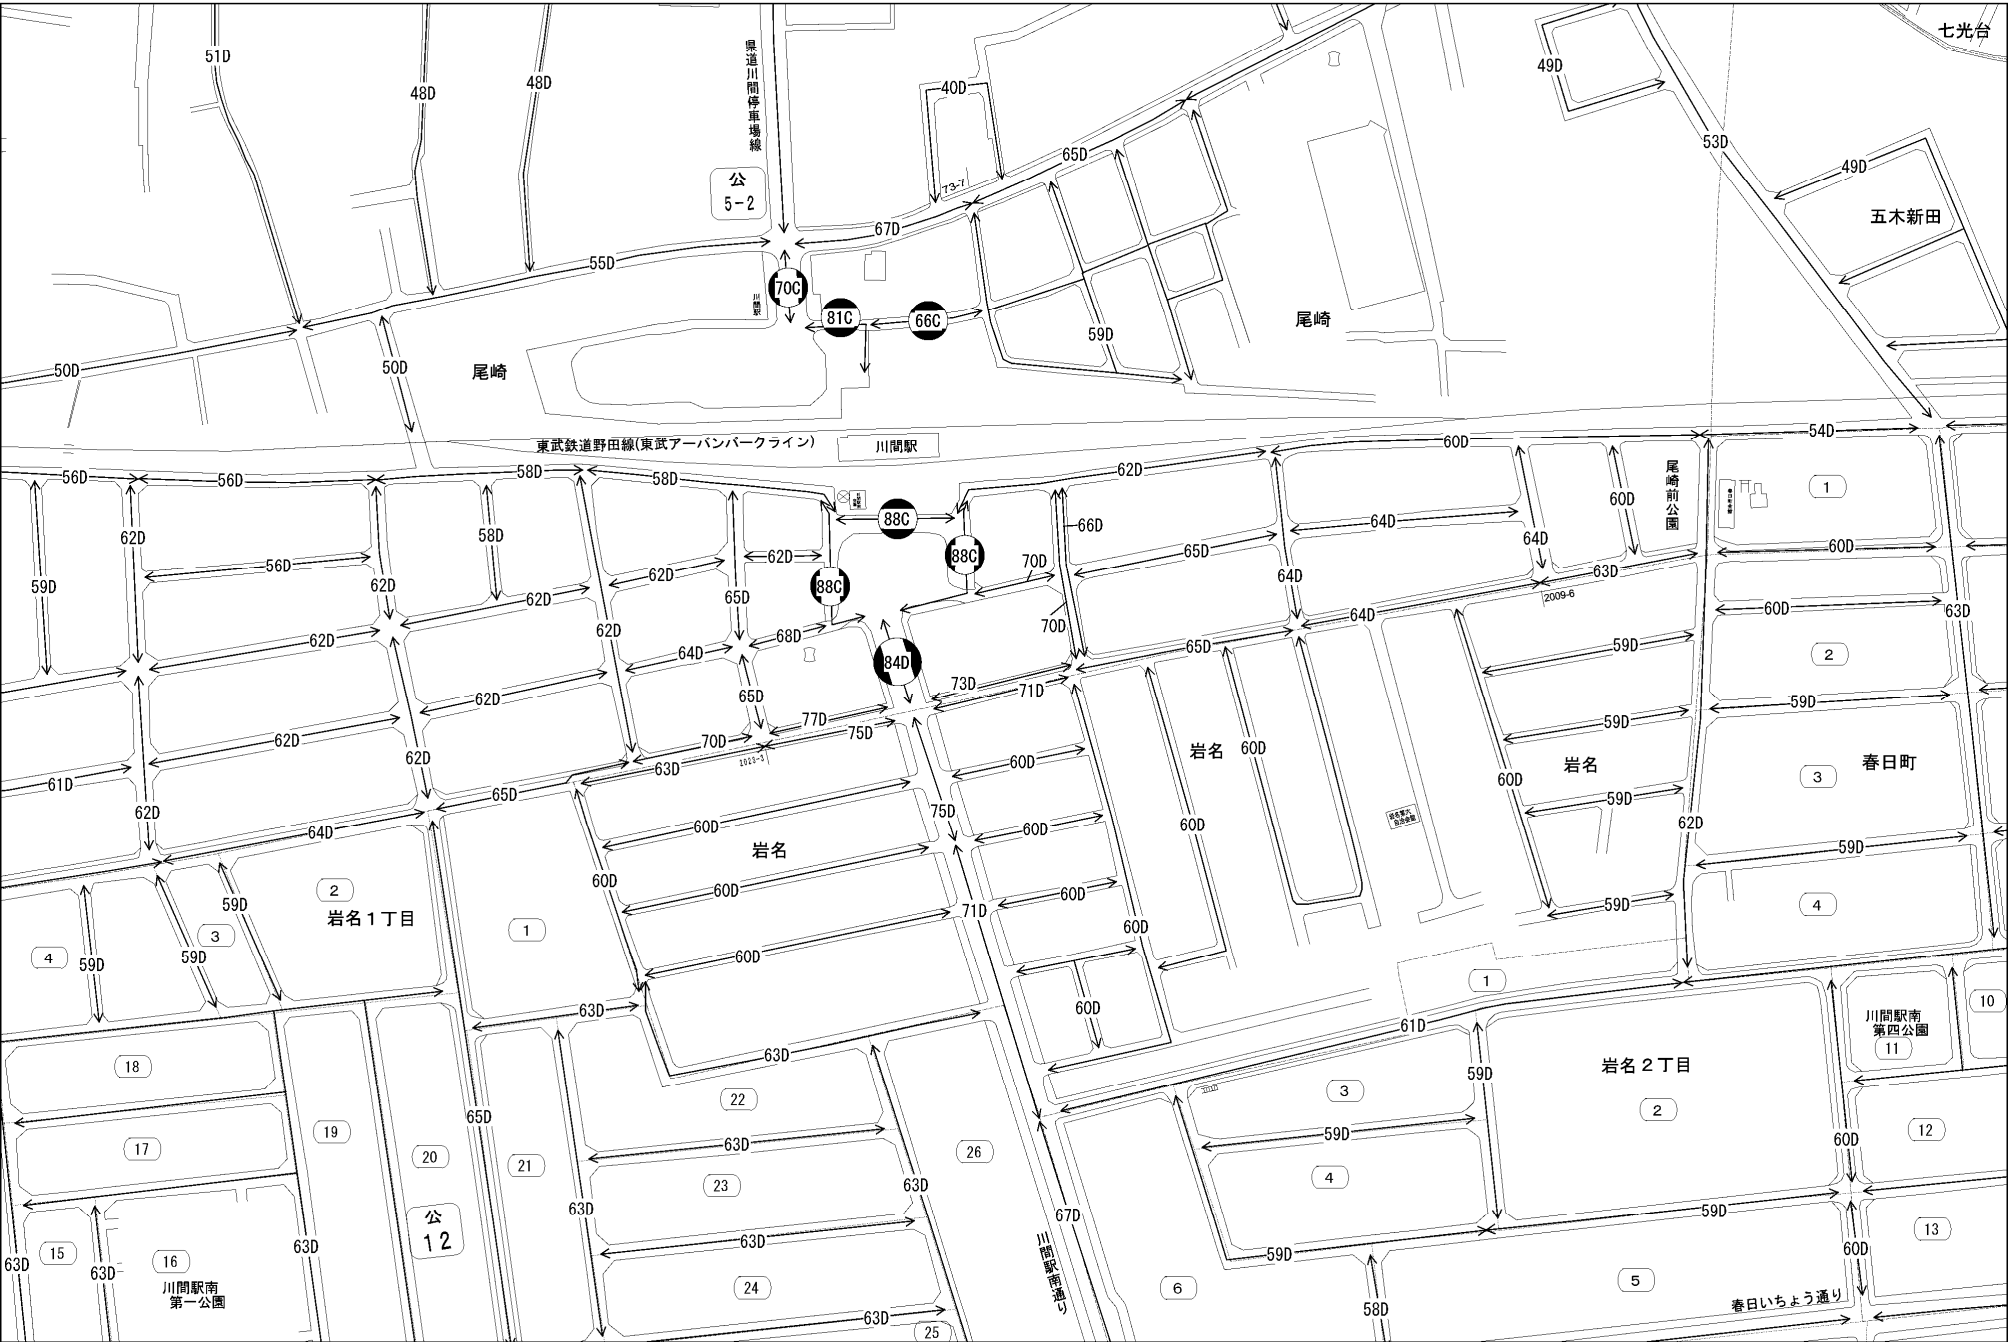 51D
48D
48D
県道川間停車場線
40D
49D
七光台
65D
53D
49D
公
5-2
73-7
67D
五木新田
55D
川間駅
70C
81C
66C
尾崎
59D
50D
50D
尾崎
東武鉄道野田線(東武アーバンパークライン)
川間駅
60D
54D
56D
56D
58D
58D
62D
尾崎前公園
1
60D
88C
66D
64D
62D
58D
64D
60D
56D
62D
65D
88C
59D
62D
62D
70D
64D
63D
88C
62D
65D
2009-6
60D
63D
62D
62D
68D
70D
64D
64D
65D
59D
2
84D
62D
65D
73D
71D
59D
62D
77D
75D
59D
70D
岩名
60D
62D
63D
2023-3
60D
岩名
春日町
61D
60D
3
65D
59D
62D
75D
64D
60D
60D
60D
62D
岩名第六
自治会館
岩名
59D
60D
2
60D
60D
59D
4
59D
岩名1丁目
71D
1
3
60D
4
59D
59D
60D
1
10
60D
63D
61D
川間駅南
第四公園
11
63D
18
岩名2丁目
59D
22
3
2
65D
19
12
59D
60D
17
63D
20
21
26
4
23
63D
公
12
63D
67D
59D
13
15
63D
63D
59D
60D
16
川間駅南
第一公園
63D
63D
川間駅南通り
24
6
5
58D
春日いちょう通り
63D
25